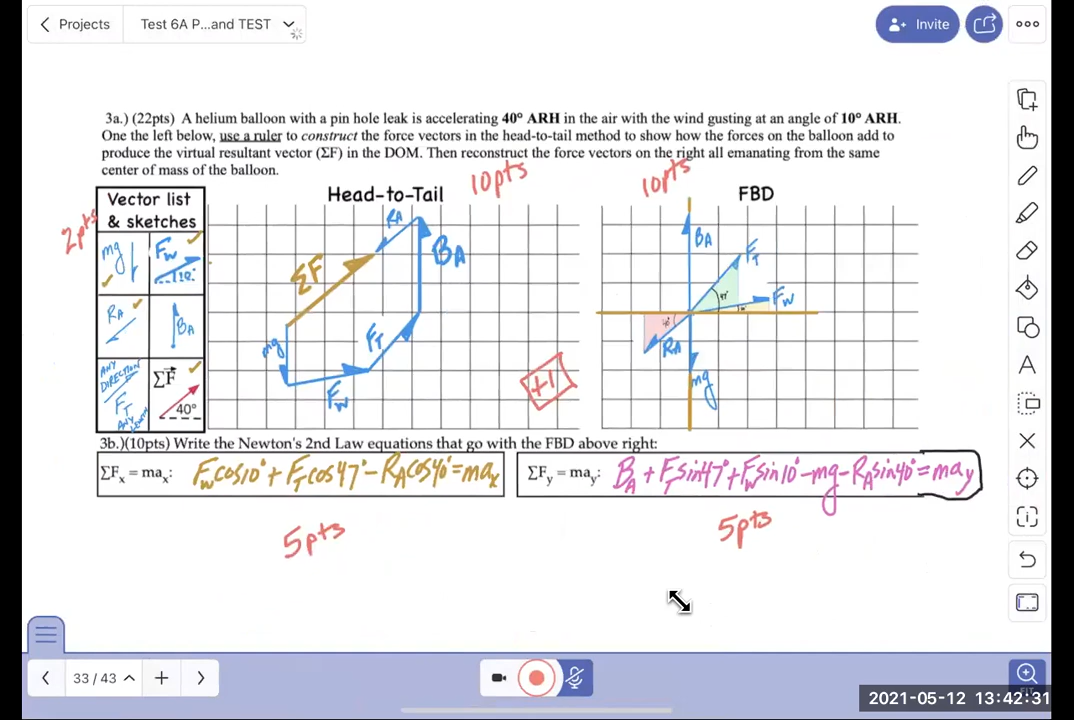 Projects
Test 6A P...and TEST
Invite
3a.) (22pts) A helium balloon with a pin hole leak is accelerating 40° ARH in the air with the wind gusting at an angle of 10° ARH.
One the left below, use a ruler to construct the force vectors in the head-to-tail method to show how the forces on the balloon add to
produce the virtual resultant vector (ΣF) in the DOM. Then reconstruct the force vectors on the right all emanating from the same
center of mass of the balloon.
10pts
10pts
2pts
Vector list
& sketches
Head-to-Tail
FBD
mg
Fw
10°
RA
BA
ANY
DIRECTION
FT
ANY
LENGTH
ΣF
40°
ΣF
RA
BA
mg
FT
Fw
+1
BA
FT
47°
Fw
10°
40°
RA
mg
3b.)(10pts) Write the Newton's 2nd Law equations that go with the FBD above right:
ΣFx = max: Fwcos10° + FTcos47° - RAcos40° = max
ΣFy = may: BA + FTsin47° + Fwsin10° - mg - RAsin40° = may
5pts
5pts
33 / 43
FIT
2021-05-12 13:42:31